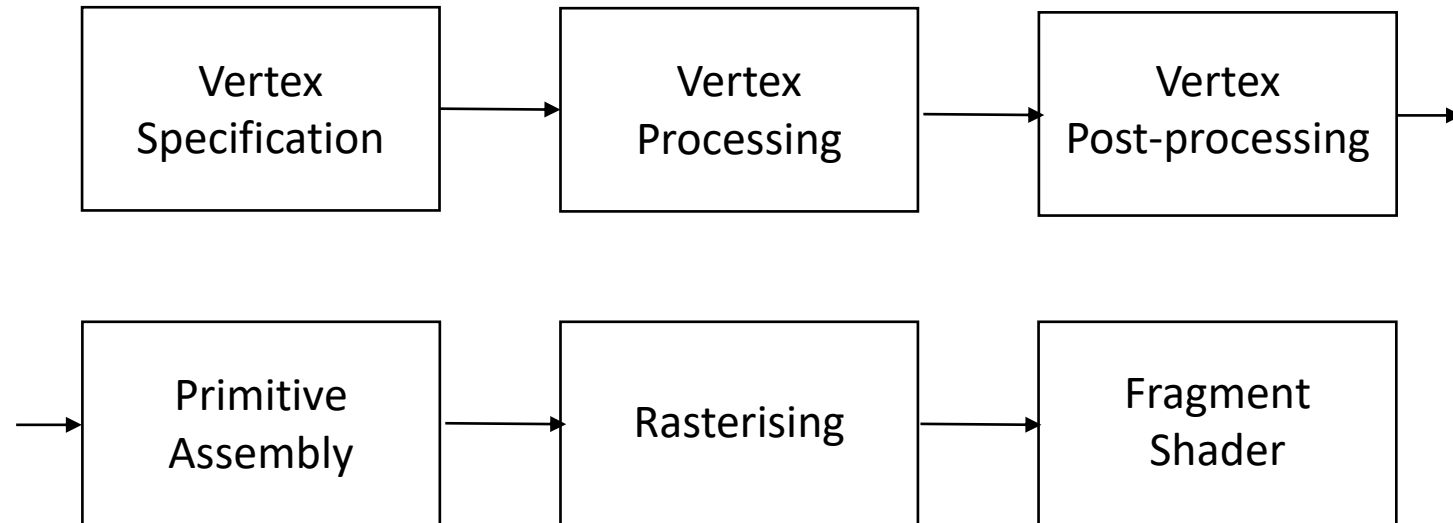 Vertex
Specification
Vertex
Processing
Vertex
Post-processing
Primitive
Assembly
Rasterising
Fragment
Shader